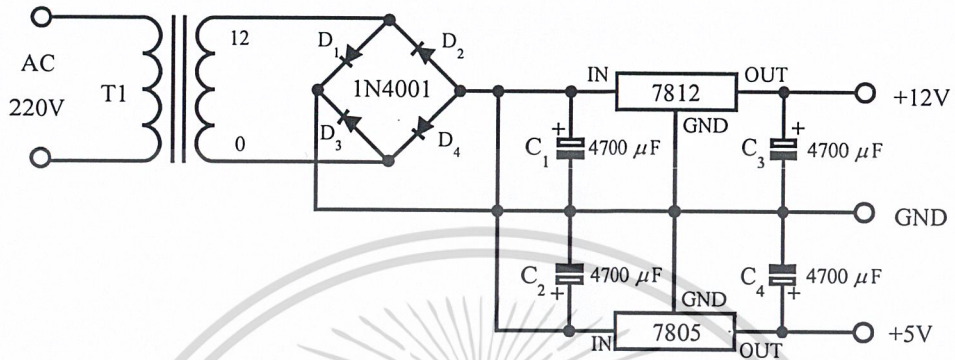 AC
220V
T1
12
0
D1
D2
1N4001
D3
D4
IN
7812
OUT
GND
+12V
C1
+
4700 μF
C3
+
4700 μF
GND
C2
+
4700 μF
C4
+
4700 μF
GND
IN
7805
OUT
+5V